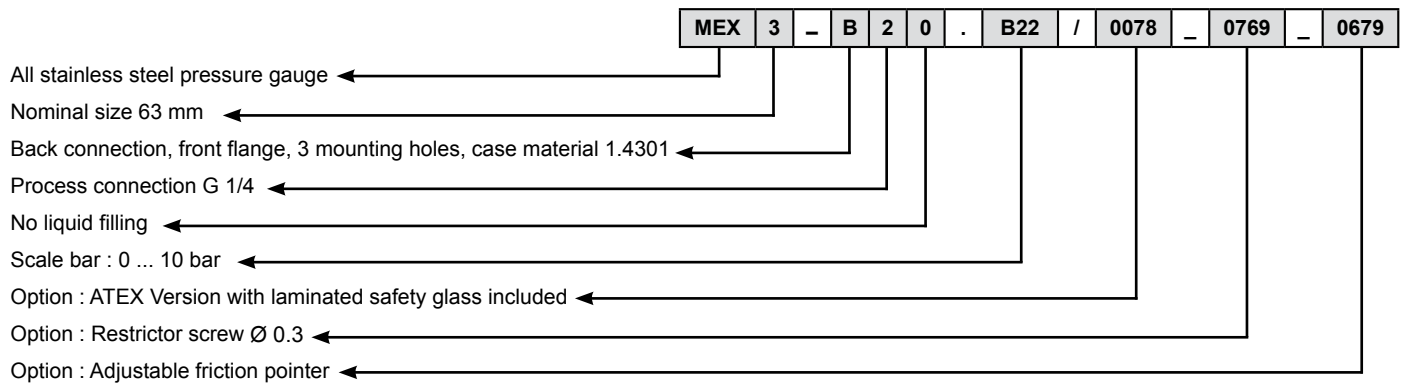 MEX 3 – B 2 0 . B22 / 0078 _ 0769 _ 0679
All stainless steel pressure gauge
Nominal size 63 mm
Back connection, front flange, 3 mounting holes, case material 1.4301
Process connection G 1/4
No liquid filling
Scale bar : 0 ... 10 bar
Option : ATEX Version with laminated safety glass included
Option : Restrictor screw Ø 0.3
Option : Adjustable friction pointer